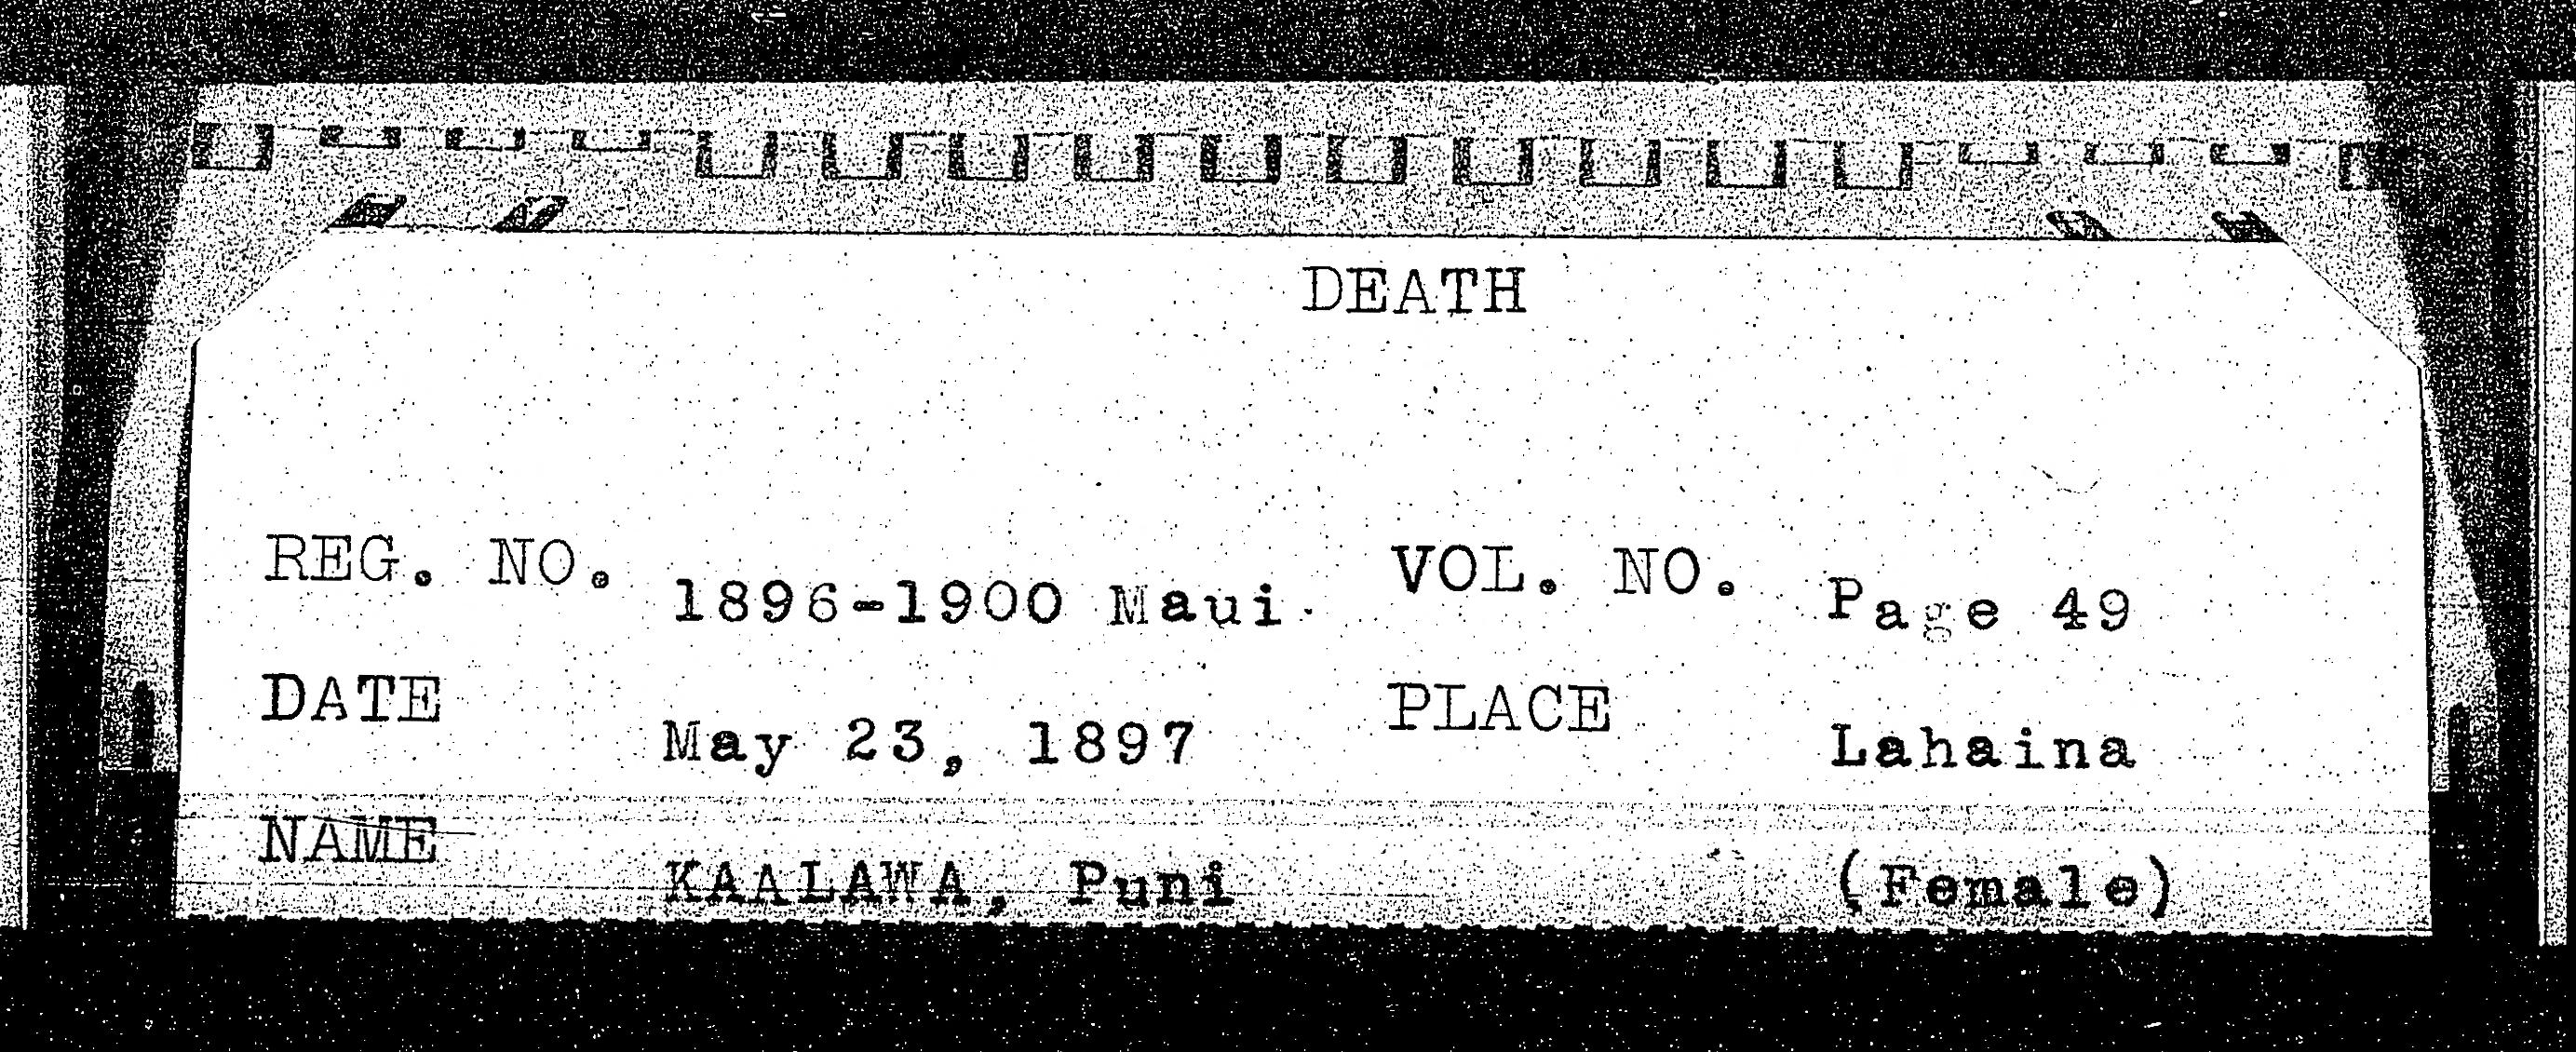 DEATH
REG. NO. 1896-1900 Maui VOL. NO. Page 49
DATE May 23, 1897 PLACE Lahaina
NAME KAALAWA, Puni (Female)